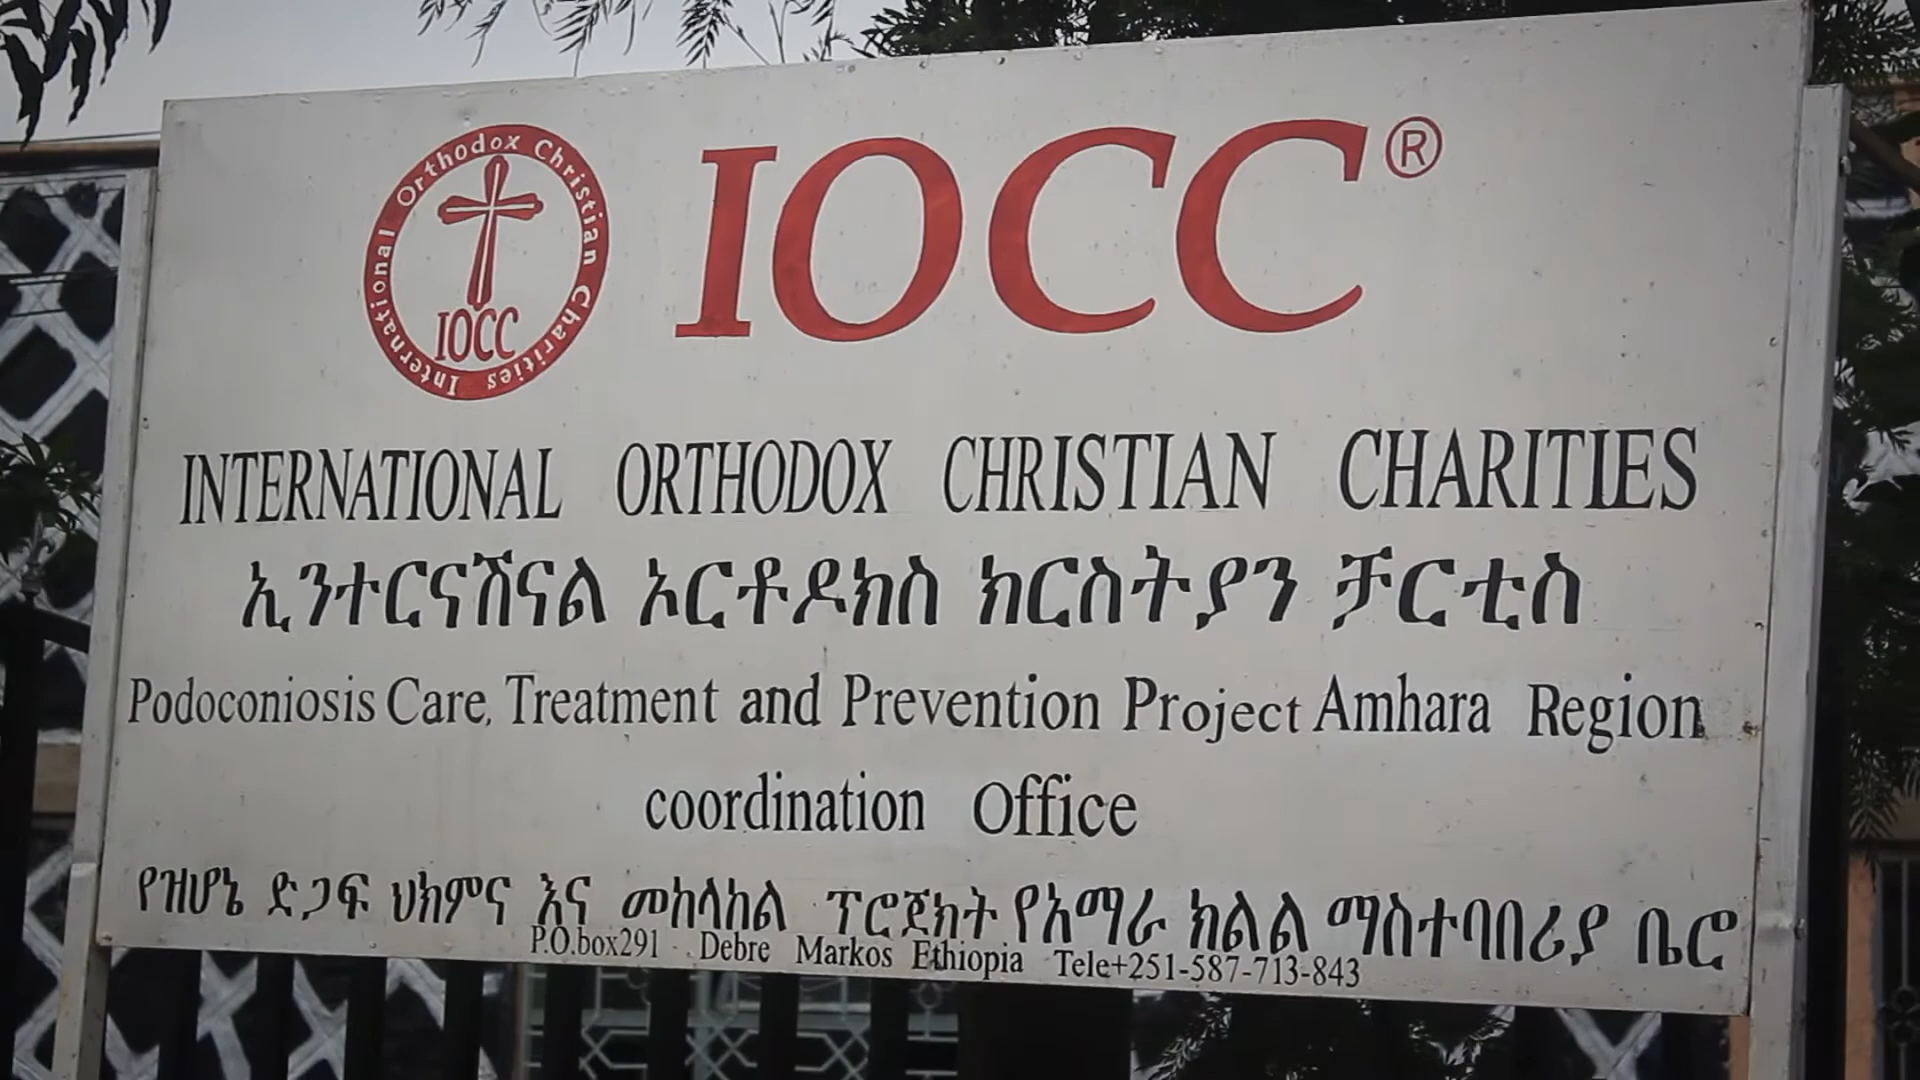 International Orthodox Christian Charities
IOCC
IOCC®
INTERNATIONAL ORTHODOX CHRISTIAN CHARITIES
ኢንተርናሽናል ኦርቶዶክስ ክርስትያን ቻርቲስ
Podoconiosis Care, Treatment and Prevention Project Amhara Region
coordination Office
የዝሆኔ ድጋፍ ህክምና እና መከላከል ፕሮጀክት የአማራ ክልል ማስተባበሪያ ቤሮ
P.O.box291 Debre Markos Ethiopia Tele+251-587-713-843